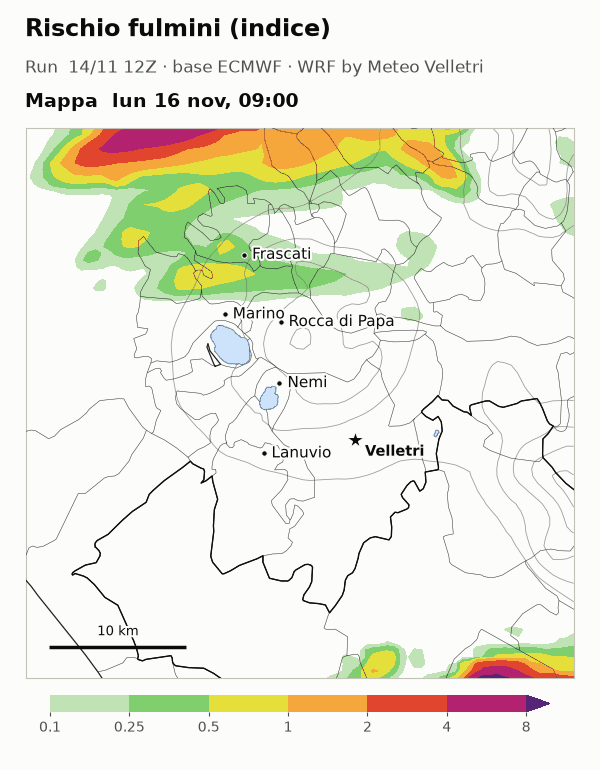 Rischio fulmini (indice)
Run  14/11 12Z · base ECMWF · WRF by Meteo Velletri
Mappa  lun 16 nov, 09:00
Frascati
Marino
Rocca di Papa
Nemi
Lanuvio
Velletri
10 km
0.1 0.25 0.5 1 2 4 8